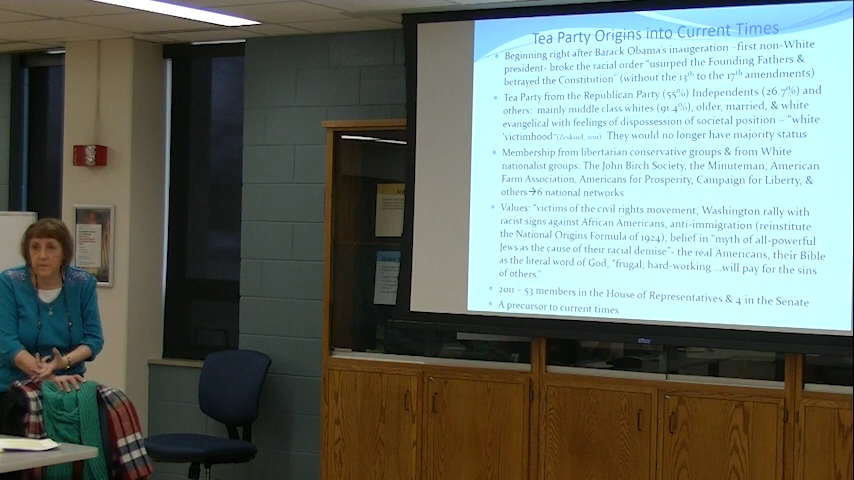 Tea Party Origins into Current Times
• Beginning right after Barack Obama's inauguration –first non-White
president- broke the racial order "usurped the Founding Fathers &
betrayed the Constitution" (without the 13th to the 17th amendments)
• Tea Party from the Republican Party (55%) Independents (26.7%) and
others: mainly middle class whites (91.4%), older, married, & white
evangelical with feelings of dispossession of societal position – "white
'victimhood" (Zeskind, 2011) They would no longer have majority status
• Membership from libertarian conservative groups & from White
nationalist groups: The John Birch Society, the Minuteman, American
Farm Association, Americans for Prosperity, Campaign for Liberty, &
others→6 national networks
• Values: "victims of the civil rights movement, Washington rally with
racist signs against African Americans, anti-immigration (reinstitute
the National Origins Formula of 1924), belief in "myth of all-powerful
Jews as the cause of their racial demise"- the real Americans, their Bible
as the literal word of God, "frugal, hard-working ...will pay for the sins
of others."
• 2011 – 53 members in the House of Representatives & 4 in the Senate
• A precursor to current times